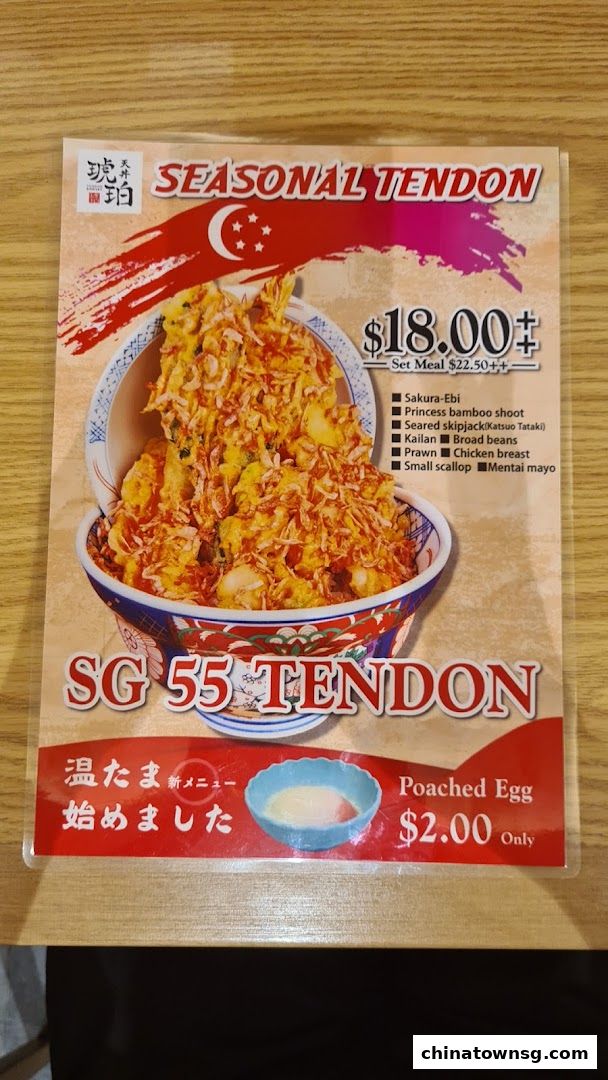 天丼
琥珀
SEASONAL TENDON
$18.00++
Set Meal $22.50++
■ Sakura-Ebi
■ Princess bamboo shoot
■ Seared skipjack(Katsuo Tataki)
■ Kailan ■ Broad beans
■ Prawn ■ Chicken breast
■ Small scallop ■Mentai mayo
SG 55 TENDON
温たま 新メニュー
始めました
Poached Egg
$2.00 Only
chinatownsg.com